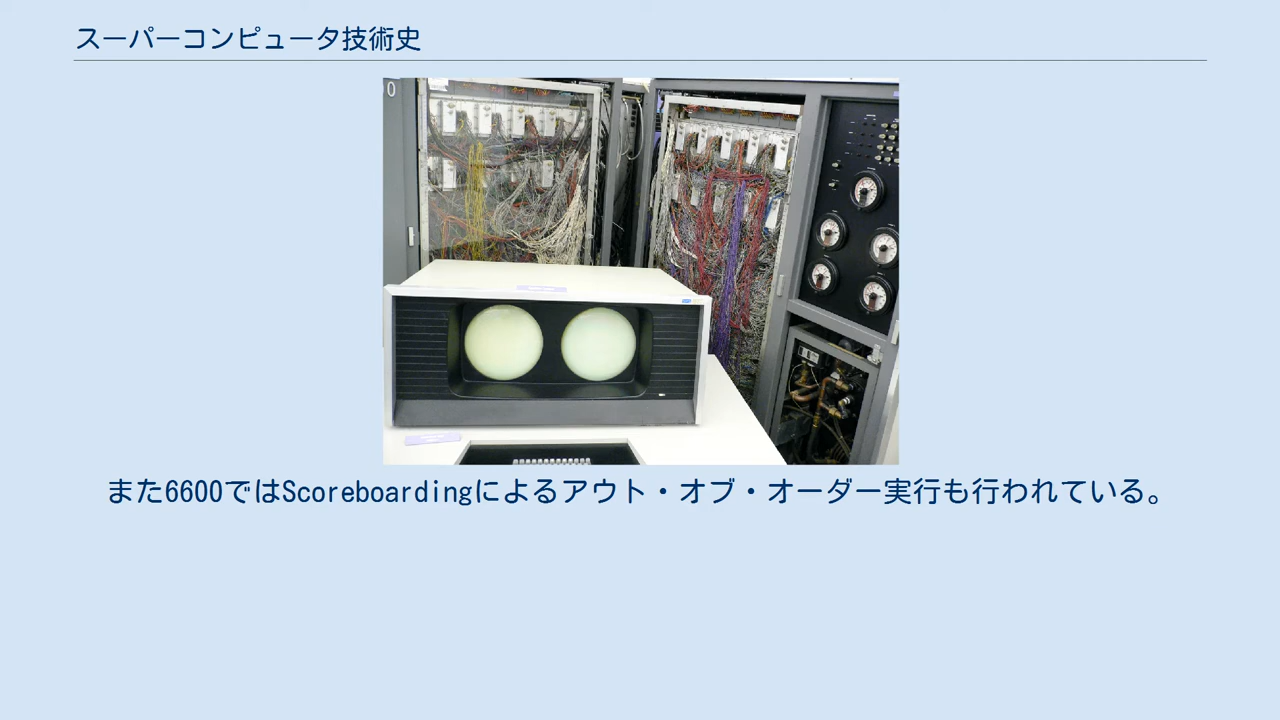 スーパーコンピュータ技術史
0
また6600ではScoreboardingによるアウト・オブ・オーダー実行も行われている。